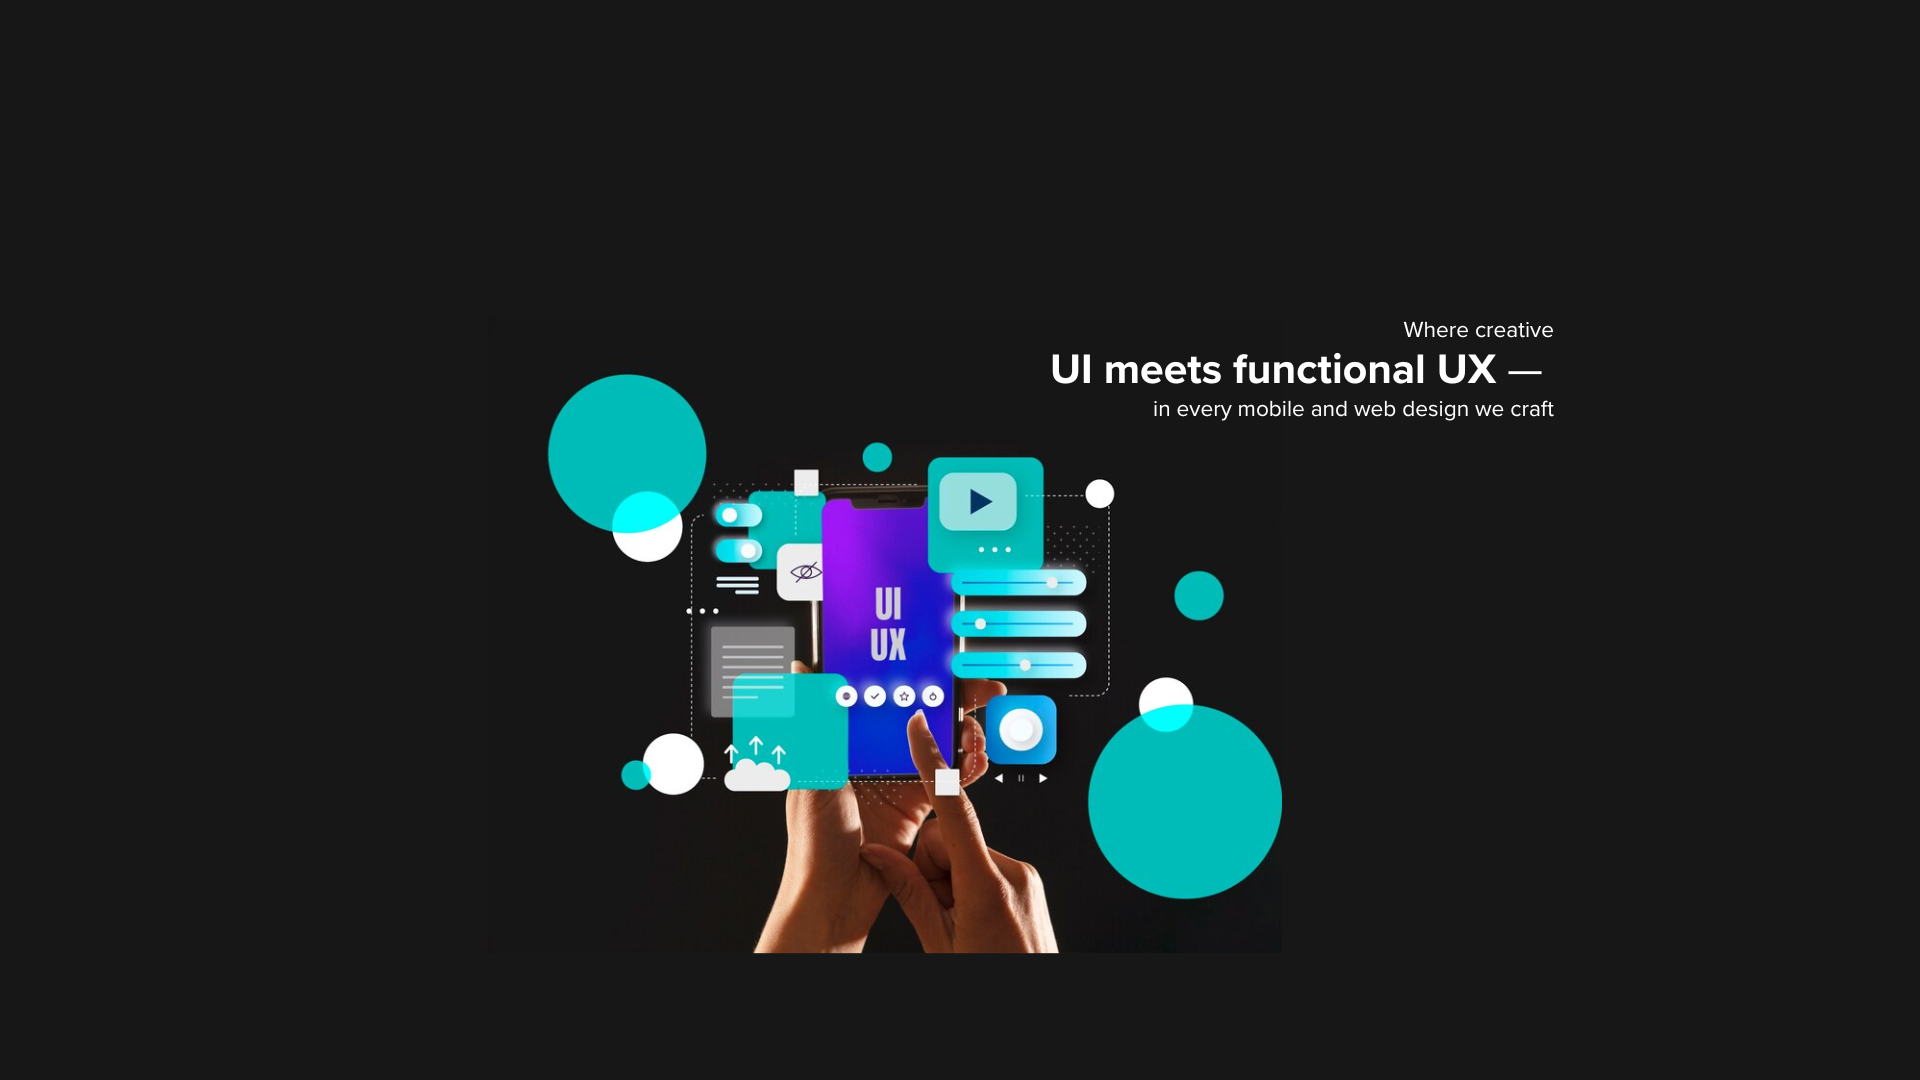 Where creative
UI meets functional UX —
in every mobile and web design we craft
UI
UX